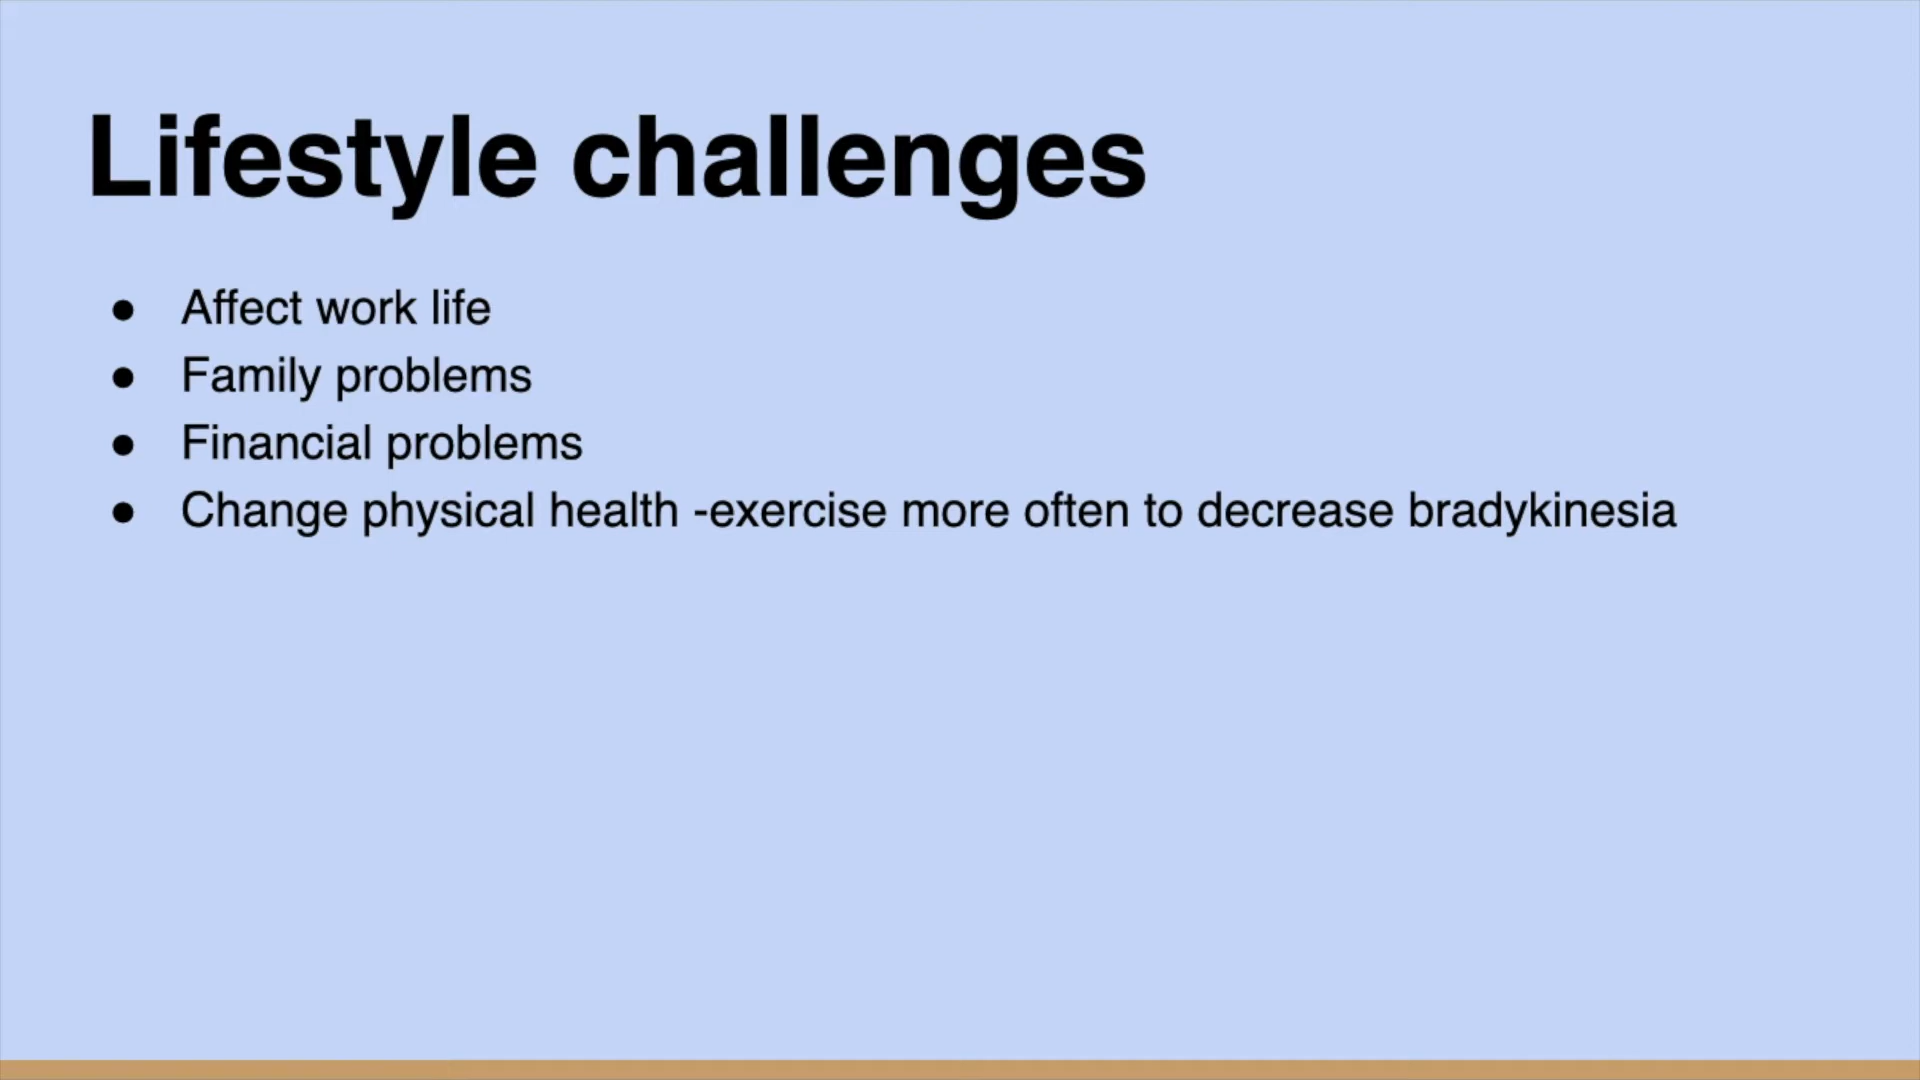 Lifestyle challenges
● Affect work life
● Family problems
● Financial problems
● Change physical health -exercise more often to decrease bradykinesia